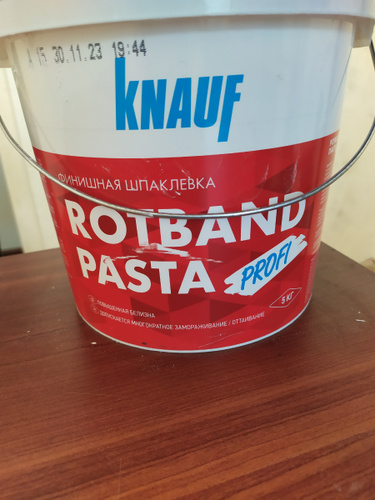 15 30.11.23 19:44
KNAUF
ФИНИШНАЯ ШПАКЛЕВКА
ROTBAND
PASTA PROFI
ПОВЫШЕННАЯ БЕЛИЗНА
ДОПУСКАЕТСЯ МНОГОКРАТНОЕ ЗАМОРАЖИВАНИЕ / ОТТАИВАНИЕ
5 КГ